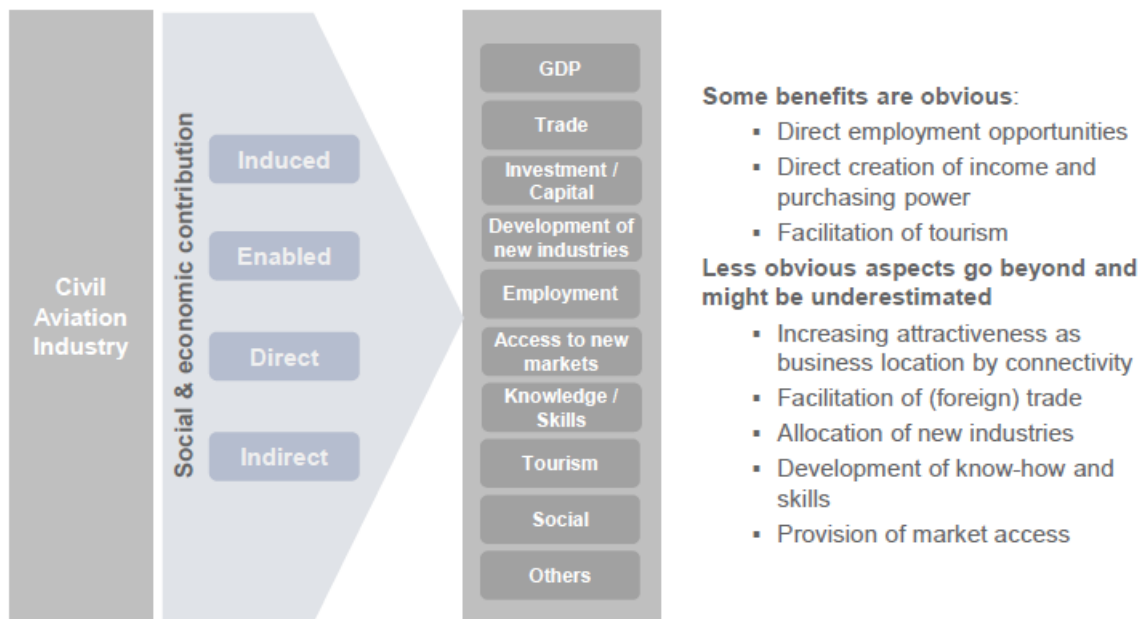 Civil
Aviation
Industry
Social & economic contribution
Induced
Enabled
Direct
Indirect
GDP
Trade
Investment /
Capital
Development of
new industries
Employment
Access to new
markets
Knowledge /
Skills
Tourism
Social
Others
Some benefits are obvious:
▪ Direct employment opportunities
▪ Direct creation of income and
purchasing power
▪ Facilitation of tourism
Less obvious aspects go beyond and
might be underestimated
▪ Increasing attractiveness as
business location by connectivity
▪ Facilitation of (foreign) trade
▪ Allocation of new industries
▪ Development of know-how and
skills
▪ Provision of market access